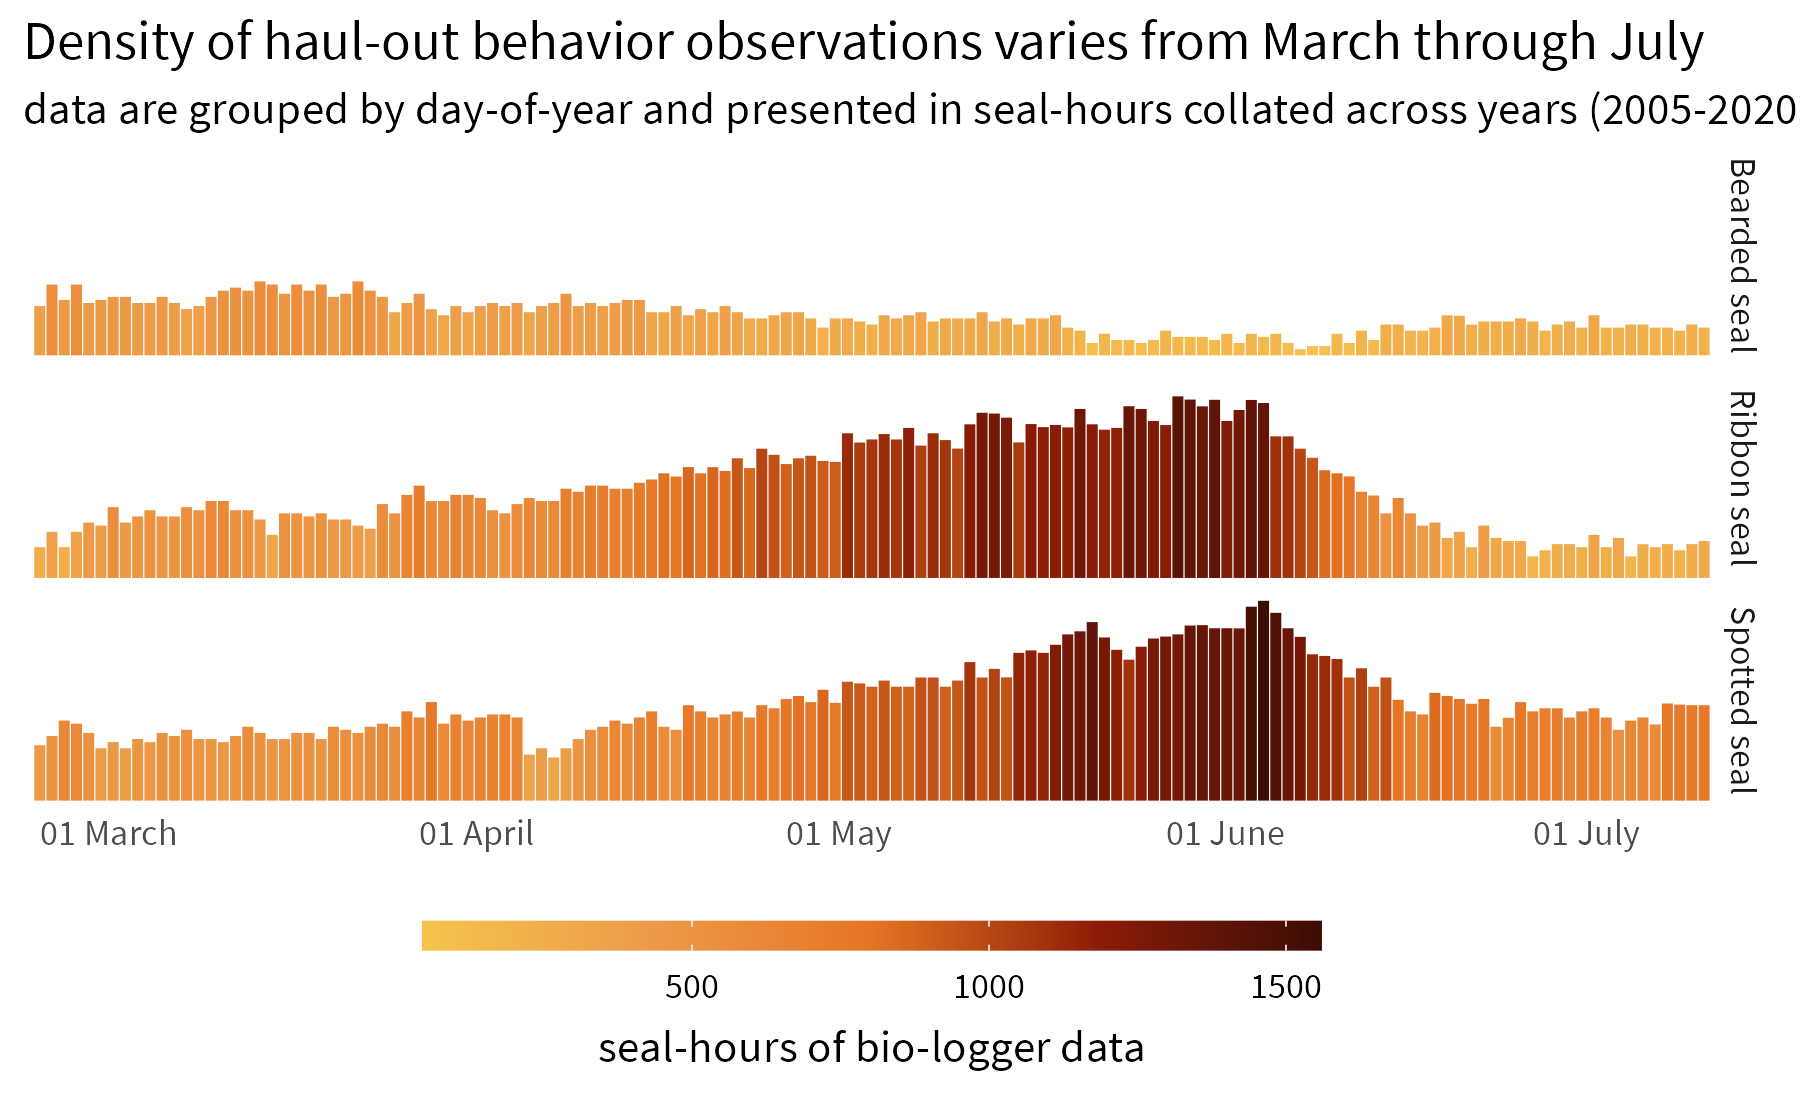 Density of haul-out behavior observations varies from March through July
data are grouped by day-of-year and presented in seal-hours collated across years (2005-2020
Bearded seal
Ribbon seal
Spotted seal
01 March 01 April 01 May 01 June 01 July
500 1000 1500
seal-hours of bio-logger data